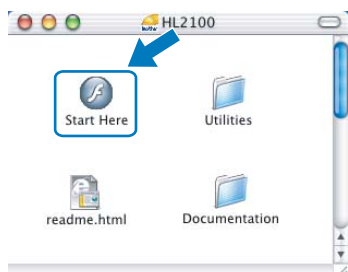 HL2100
Start Here
Utilities
readme.html
Documentation